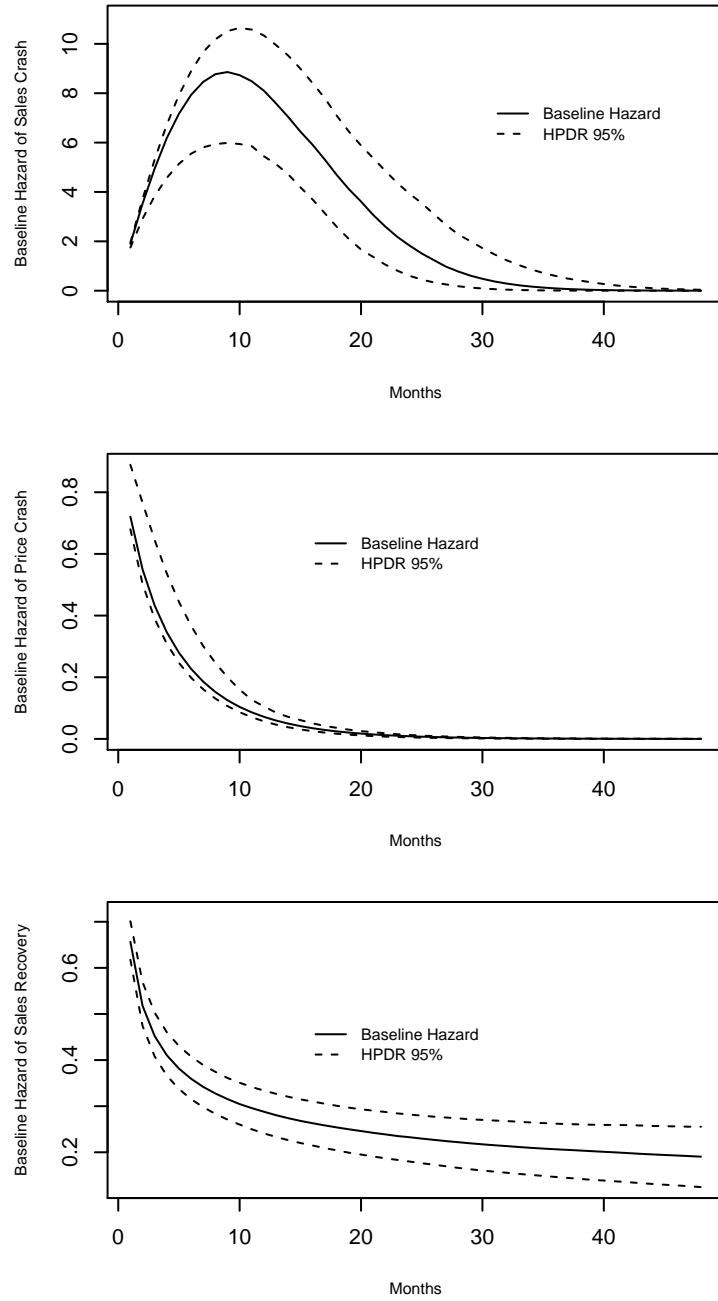 Baseline Hazard of Sales Crash
10
8
6
4
2
0
Baseline Hazard
HPDR 95%
0 10 20 30 40
Months
Baseline Hazard of Price Crash
0.8
0.6
0.4
0.2
0.0
Baseline Hazard
HPDR 95%
0 10 20 30 40
Months
Baseline Hazard of Sales Recovery
0.6
0.4
0.2
Baseline Hazard
HPDR 95%
0 10 20 30 40
Months